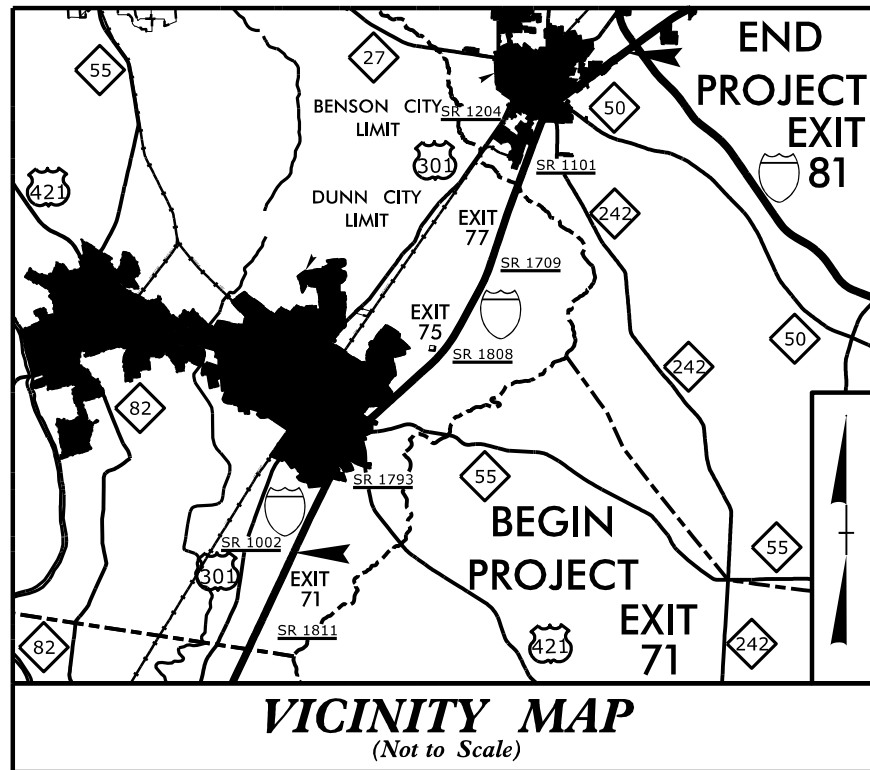 END
PROJECT
EXIT
81
55
27
50
BENSON CITY
LIMIT
SR 1204
301
SR 1101
421
DUNN CITY
LIMIT
EXIT
77
242
SR 1709
EXIT
75
50
SR 1808
242
82
SR 1793
55
BEGIN
PROJECT
SR 1002
55
301
EXIT
71
EXIT
71
SR 1811
82
421
242
VICINITY MAP
(Not to Scale)